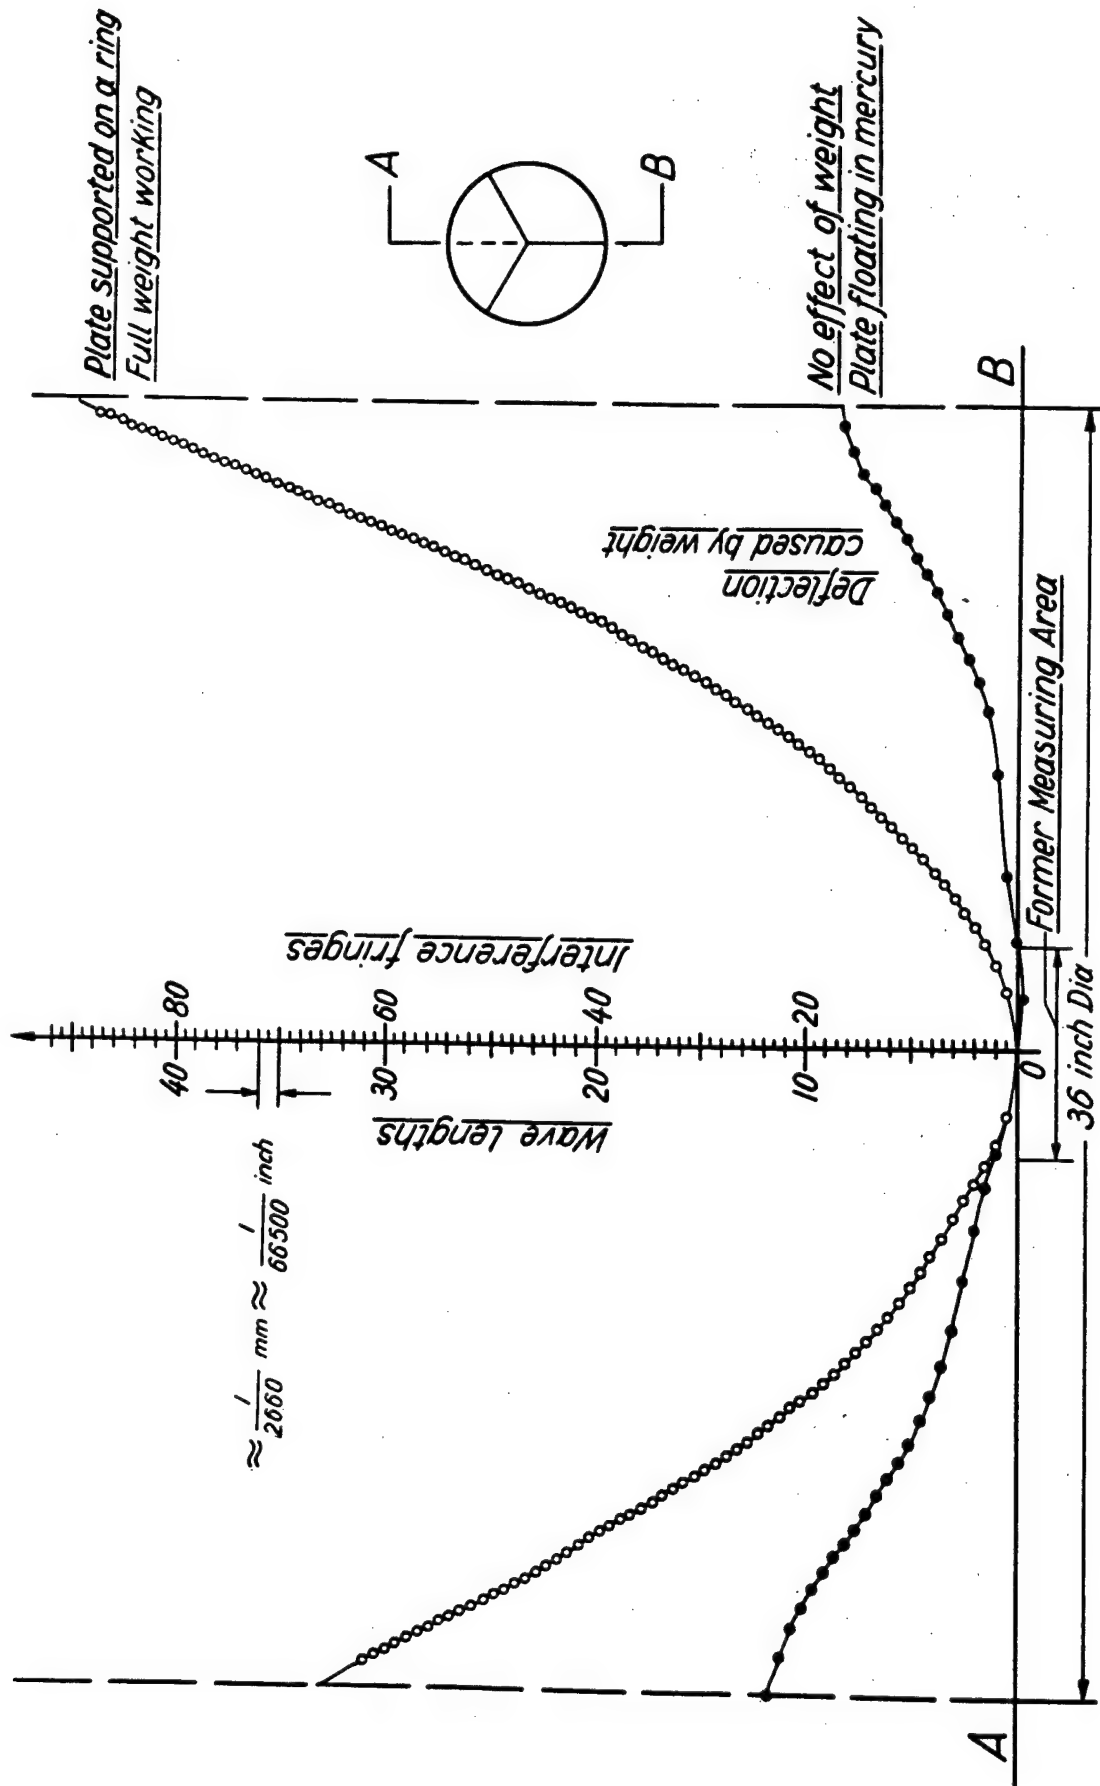 Plate supported on a ring
Full weight working
A
B
No effect of weight
Plate floating in mercury
Deflection
caused by weight
Interference fringes
80
60
40
20
Wave Lengths
40
30
20
10
0
≈ 1/2660 mm ≈ 1/66500 inch
Former Measuring Area
36 inch Dia
A
B